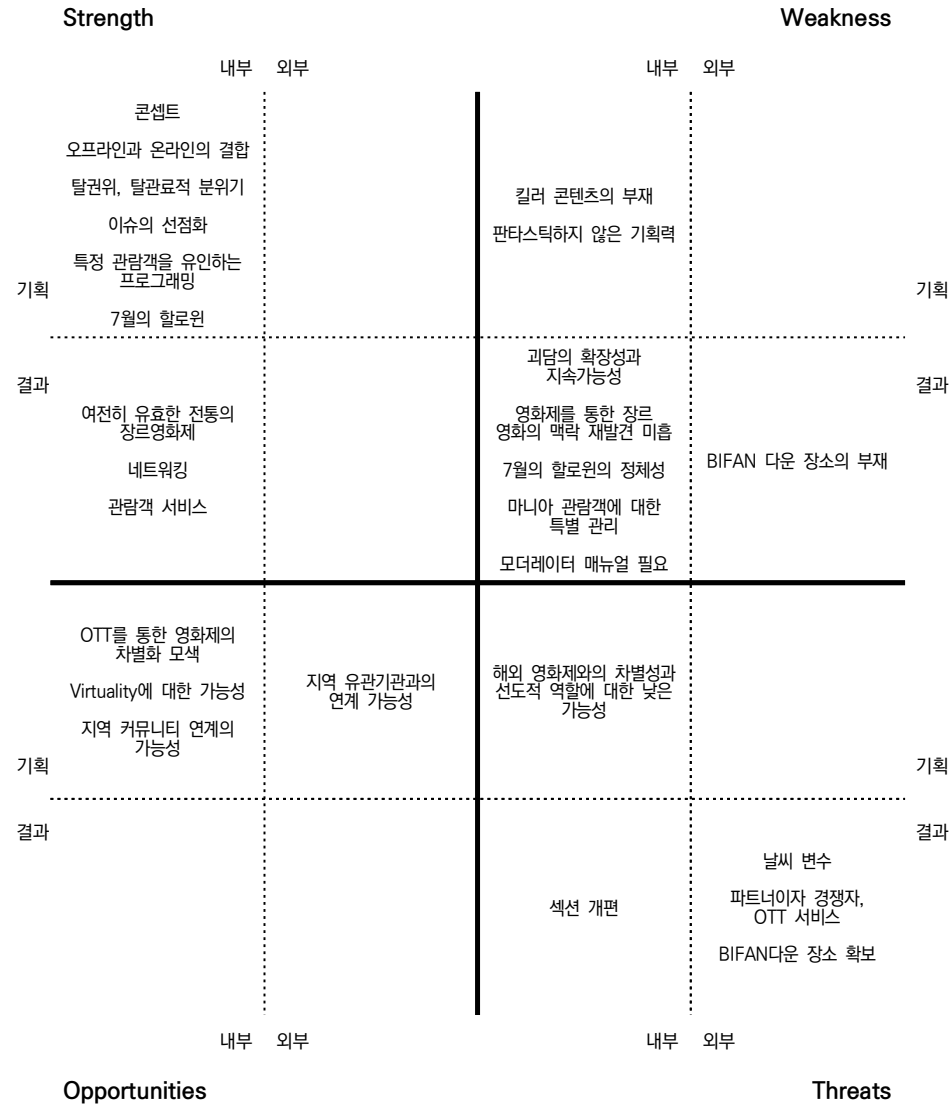 Strength
Weakness
내부 외부
내부 외부
콘셉트
오프라인과 온라인의 결합
탈권위, 탈관료적 분위기
이슈의 선점화
특정 관람객을 유인하는
프로그래밍
7월의 할로윈
킬러 콘텐츠의 부재
판타스틱하지 않은 기획력
기획
기획
결과
결과
여전히 유효한 전통의
장르영화제
네트워킹
관람객 서비스
괴담의 확장성과
지속가능성
영화제를 통한 장르
영화의 맥락 재발견 미흡
7월의 할로윈의 정체성
마니아 관람객에 대한
특별 관리
모더레이터 매뉴얼 필요
BIFAN 다운 장소의 부재
OTT를 통한 영화제의
차별화 모색
Virtuality에 대한 가능성
지역 커뮤니티 연계의
가능성
지역 유관기관과의
연계 가능성
해외 영화제와의 차별성과
선도적 역할에 대한 낮은
가능성
기획
기획
결과
결과
섹션 개편
날씨 변수
파트너이자 경쟁자,
OTT 서비스
BIFAN다운 장소 확보
내부 외부
내부 외부
Opportunities
Threats